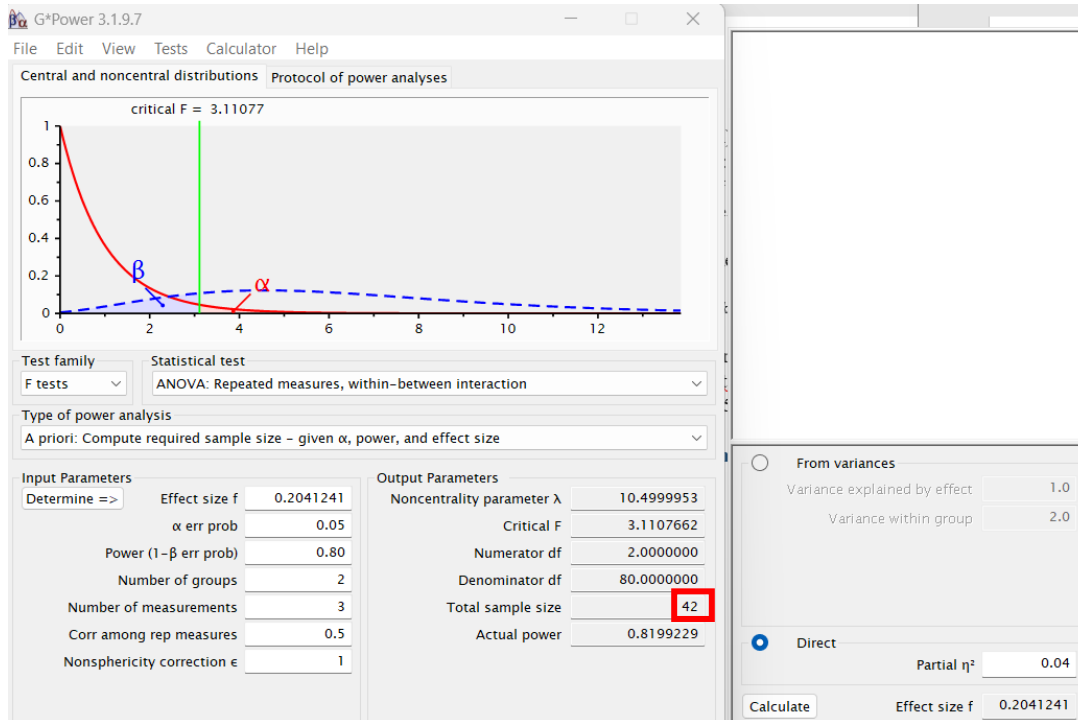 G*Power 3.1.9.7
File Edit View Tests Calculator Help
Central and noncentral distributions Protocol of power analyses
critical F = 3.11077
1
0.8
0.6
0.4
0.2
0
β
α
0 2 4 6 8 10 12
Test family Statistical test
F tests ANOVA: Repeated measures, within-between interaction
Type of power analysis
A priori: Compute required sample size - given α, power, and effect size
Input Parameters
Determine => Effect size f 0.2041241
α err prob 0.05
Power (1-β err prob) 0.80
Number of groups 2
Number of measurements 3
Corr among rep measures 0.5
Nonsphericity correction ϵ 1
Output Parameters
Noncentrality parameter λ 10.4999953
Critical F 3.1107662
Numerator df 2.0000000
Denominator df 80.0000000
Total sample size 42
Actual power 0.8199229
From variances
Variance explained by effect 1.0
Variance within group 2.0
Direct
Partial η² 0.04
Calculate Effect size f 0.2041241